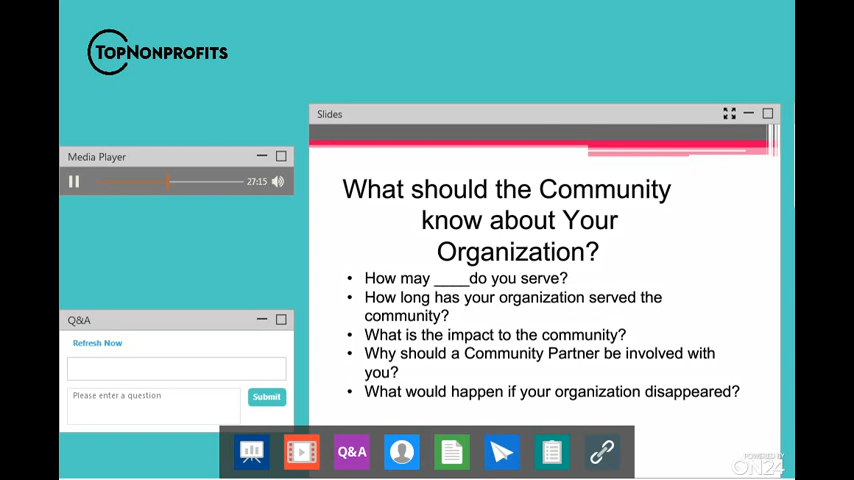 TOPNONPROFITS
Slides
Media Player
27:15
What should the Community
know about Your
Organization?
• How may ____do you serve?
• How long has your organization served the
community?
• What is the impact to the community?
• Why should a Community Partner be involved with
you?
• What would happen if your organization disappeared?
Q&A
Refresh Now
Please enter a question
Submit
Q&A
POWERED BY
ON24